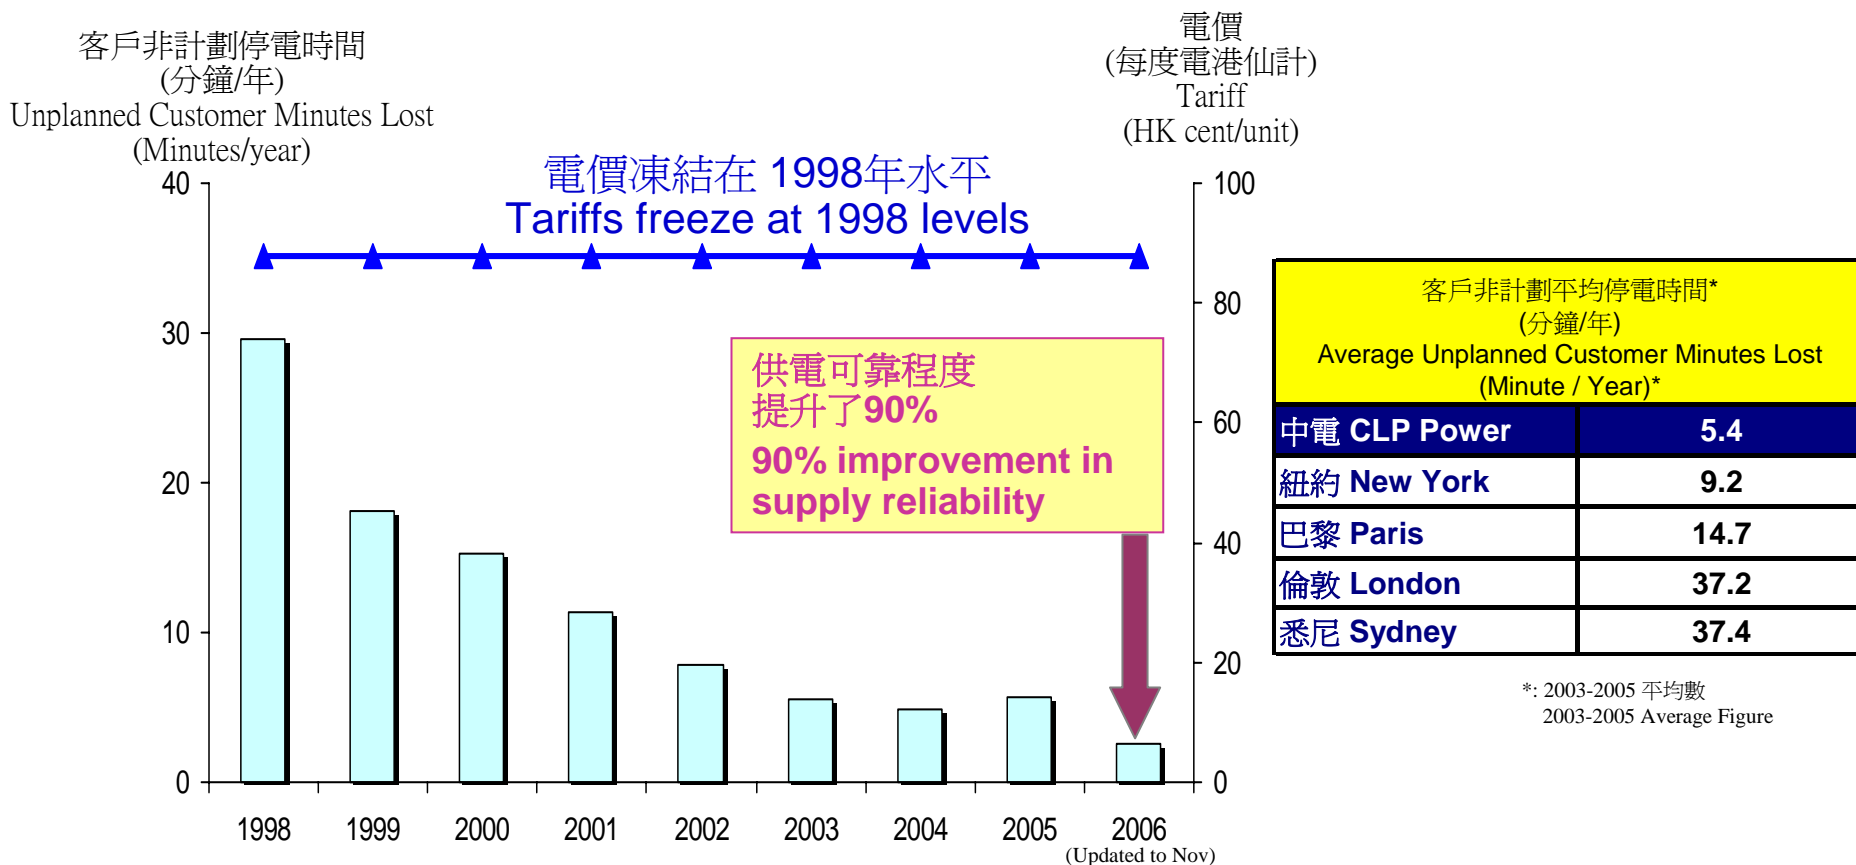 客戶非計劃停電時間
(分鐘/年)
Unplanned Customer Minutes Lost
(Minutes/year)
電價
(每度電港仙計)
Tariff
(HK cent/unit)
電價凍結在 1998年水平
Tariffs freeze at 1998 levels
40
30
20
10
0
100
80
60
40
20
0
供電可靠程度
提升了90%
90% improvement in
supply reliability
1998
1999
2000
2001
2002
2003
2004
2005
2006
(Updated to Nov)
客戶非計劃平均停電時間*
(分鐘/年)
Average Unplanned Customer Minutes Lost
(Minute / Year)*
中電 CLP Power 5.4
紐約 New York 9.2
巴黎 Paris 14.7
倫敦 London 37.2
悉尼 Sydney 37.4
*: 2003-2005 平均數
2003-2005 Average Figure